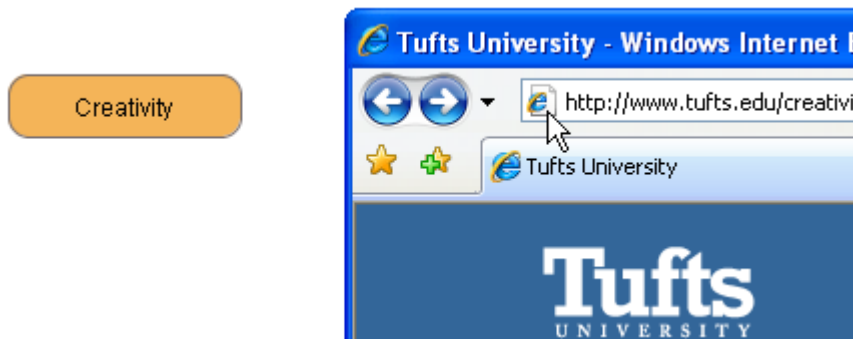 Creativity
Tufts University - Windows Internet
http://www.tufts.edu/creativi
Tufts University
Tufts
UNIVERSITY